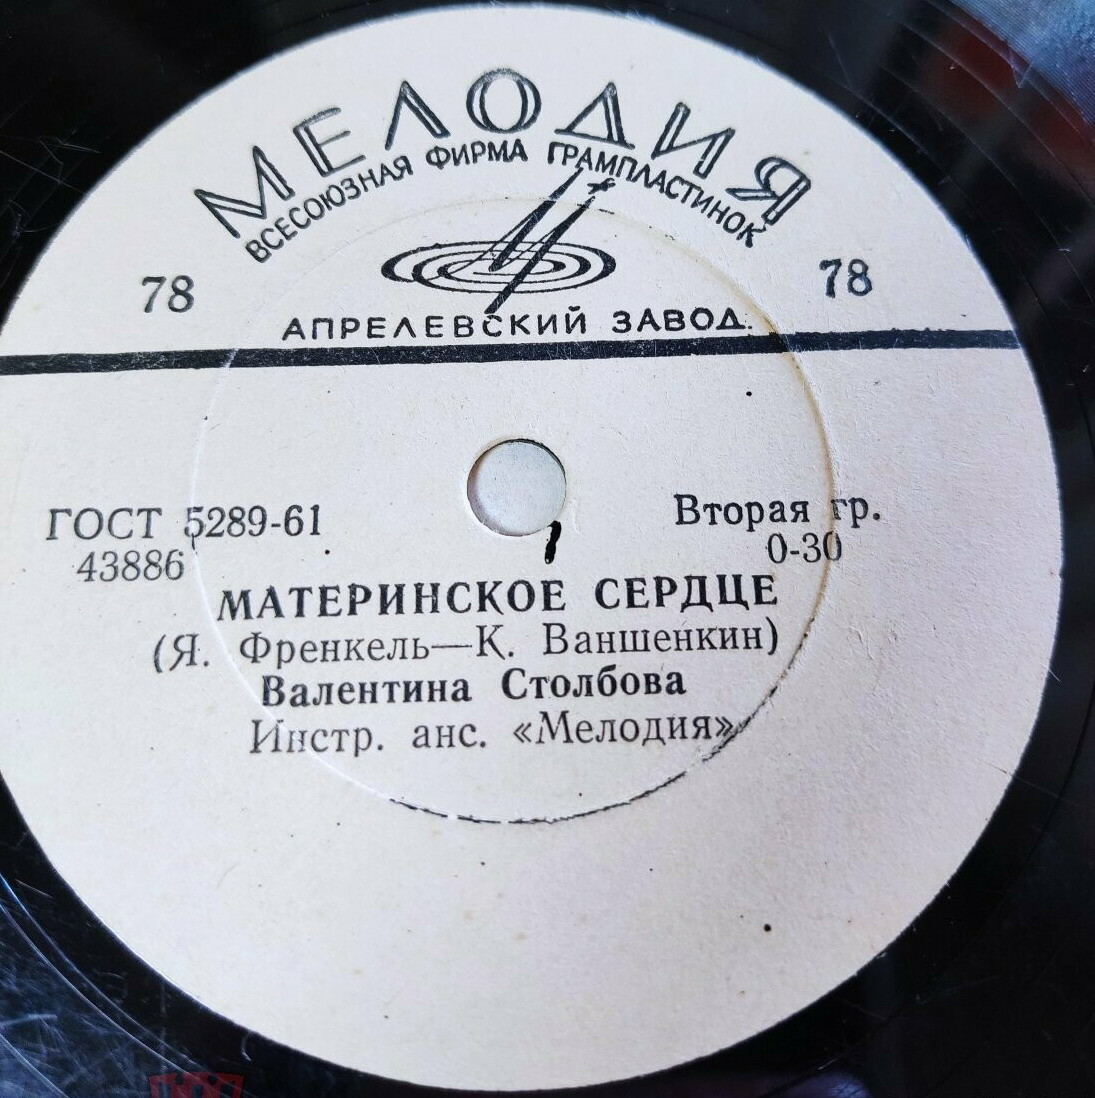 МЕЛОДИЯ
ВСЕСОЮЗНАЯ ФИРМА ГРАМПЛАСТИНОК
78 78
АПРЕЛЕВСКИЙ ЗАВОД.
ГОСТ 5289-61 Вторая гр.
43886 0-30
МАТЕРИНСКОЕ СЕРДЦЕ
(Я. Френкель—К. Ваншенкин)
Валентина Столбова
Инстр. анс. «Мелодия»